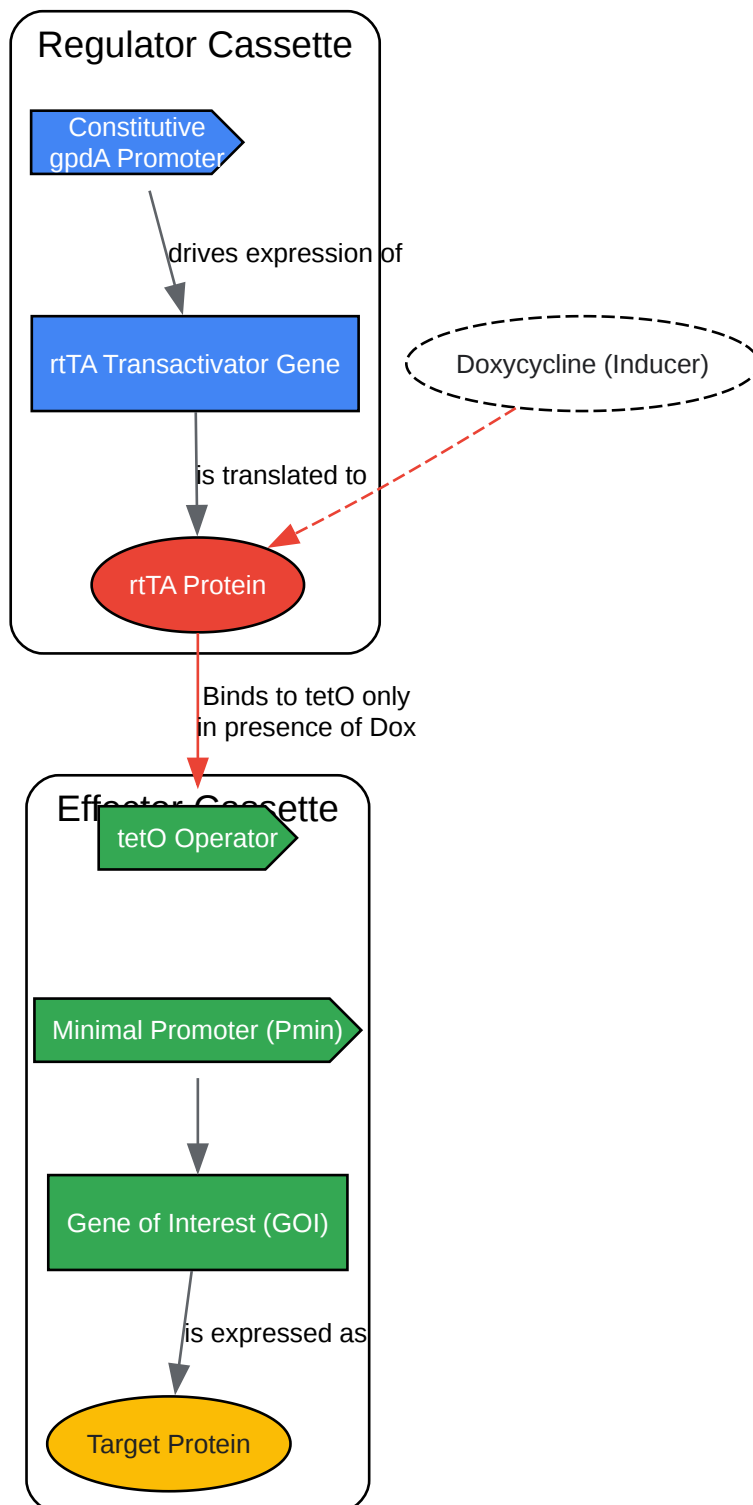 Regulator Cassette
Constitutive
gpdA Promoter
drives expression of
rtTA Transactivator Gene
Doxycycline (Inducer)
is translated to
rtTA Protein
Binds to tetO only
in presence of Dox
Effector Cassette
tetO Operator
Minimal Promoter (Pmin)
Gene of Interest (GOI)
is expressed as
Target Protein